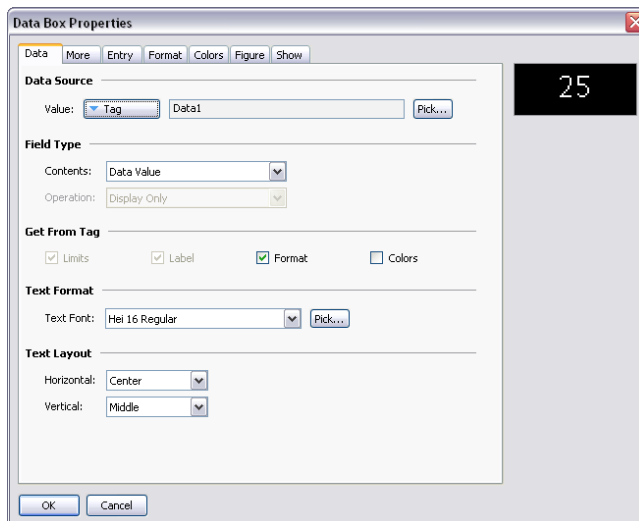 Data Box Properties
Data More Entry Format Colors Figure Show
Data Source
Value: Tag Data1 Pick...
25
Field Type
Contents: Data Value
Operation: Display Only
Get From Tag
Limits Label Format Colors
Text Format
Text Font: Hei 16 Regular Pick...
Text Layout
Horizontal: Center
Vertical: Middle
OK Cancel